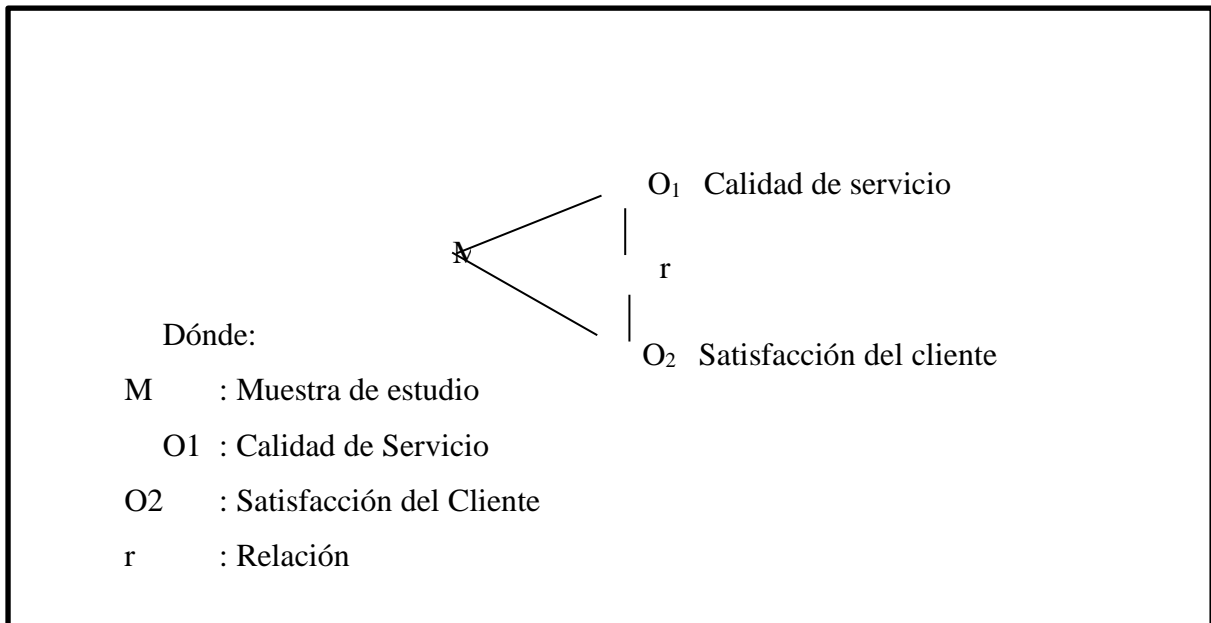 O₁ Calidad de servicio
M
r
O₂ Satisfacción del cliente
Dónde:
M : Muestra de estudio
O1 : Calidad de Servicio
O2 : Satisfacción del Cliente
r : Relación